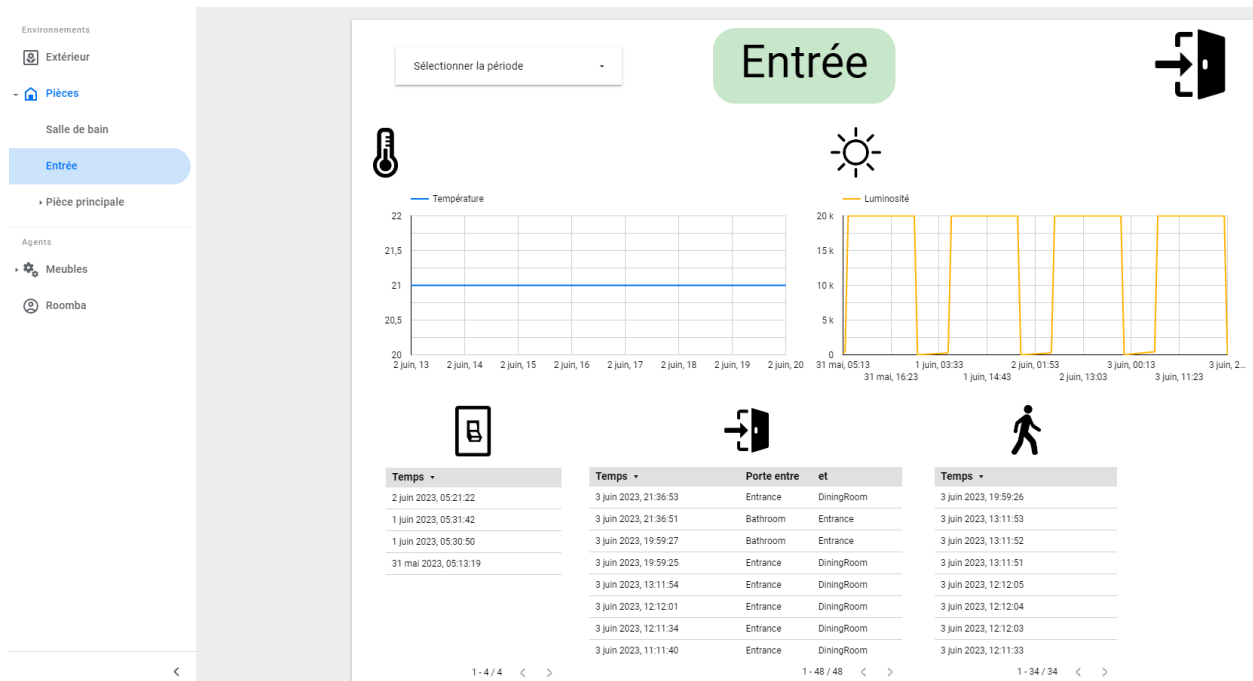 Environnements
Extérieur
Pièces
Salle de bain
Entrée
Pièce principale
Agents
Meubles
Roomba
Sélectionner la période
Entrée
Température
22
21,5
21
20,5
20
2 juin, 13 2 juin, 14 2 juin, 15 2 juin, 16 2 juin, 17 2 juin, 18 2 juin, 19 2 juin, 20
Luminosité
20 k
15 k
10 k
5 k
0
31 mai, 05:13 1 juin, 03:33 2 juin, 01:53 3 juin, 00:13 3 juin, 2...
31 mai, 16:23 1 juin, 14:43 2 juin, 13:03 3 juin, 11:23
Temps
2 juin 2023, 05:21:22
1 juin 2023, 05:31:42
1 juin 2023, 05:30:50
31 mai 2023, 05:13:19
1 - 4 / 4
Temps Porte entre et
3 juin 2023, 21:36:53 Entrance DiningRoom
3 juin 2023, 21:36:51 Bathroom Entrance
3 juin 2023, 19:59:27 Bathroom Entrance
3 juin 2023, 19:59:25 Entrance DiningRoom
3 juin 2023, 13:11:54 Entrance DiningRoom
3 juin 2023, 12:12:01 Entrance DiningRoom
3 juin 2023, 12:11:34 Entrance DiningRoom
3 juin 2023, 11:11:40 Entrance DiningRoom
1 - 48 / 48
Temps
3 juin 2023, 19:59:26
3 juin 2023, 13:11:53
3 juin 2023, 13:11:52
3 juin 2023, 13:11:51
3 juin 2023, 12:12:05
3 juin 2023, 12:12:04
3 juin 2023, 12:12:03
3 juin 2023, 12:11:33
1 - 34 / 34